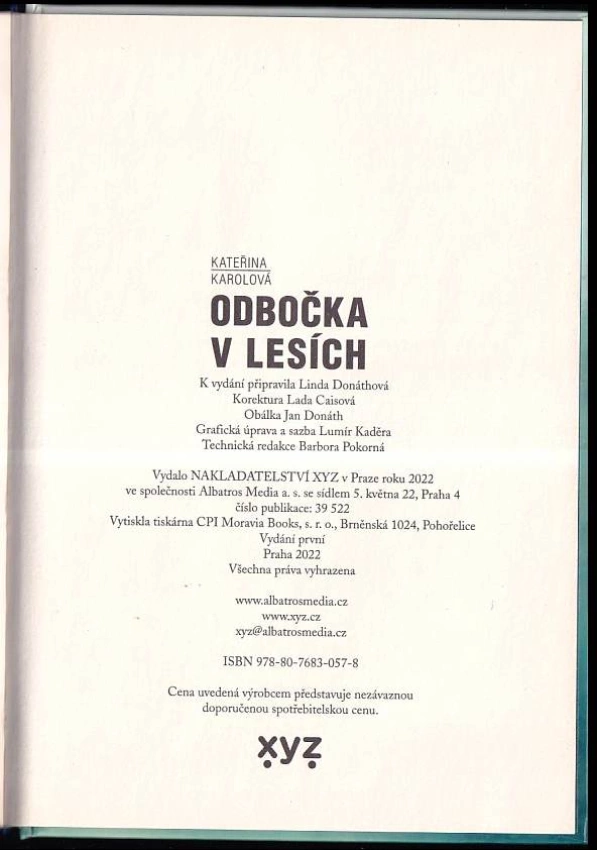 KATEŘINA
KAROLOVÁ
ODBOČKA
V LESÍCH
K vydání připravila Linda Donáthová
Korektura Lada Caisová
Obálka Jan Donáth
Grafická úprava a sazba Lumír Kaděra
Technická redakce Barbora Pokorná
Vydalo NAKLADATELSTVÍ XYZ v Praze roku 2022
ve společnosti Albatros Media a. s. se sídlem 5. května 22, Praha 4
číslo publikace: 39 522
Vytiskla tiskárna CPI Moravia Books, s. r. o., Brněnská 1024, Pohořelice
Vydání první
Praha 2022
Všechna práva vyhrazena
www.albatrosmedia.cz
www.xyz.cz
xyz@albatrosmedia.cz
ISBN 978-80-7683-057-8
Cena uvedená výrobcem představuje nezávaznou
doporučenou spotřebitelskou cenu.
xyz